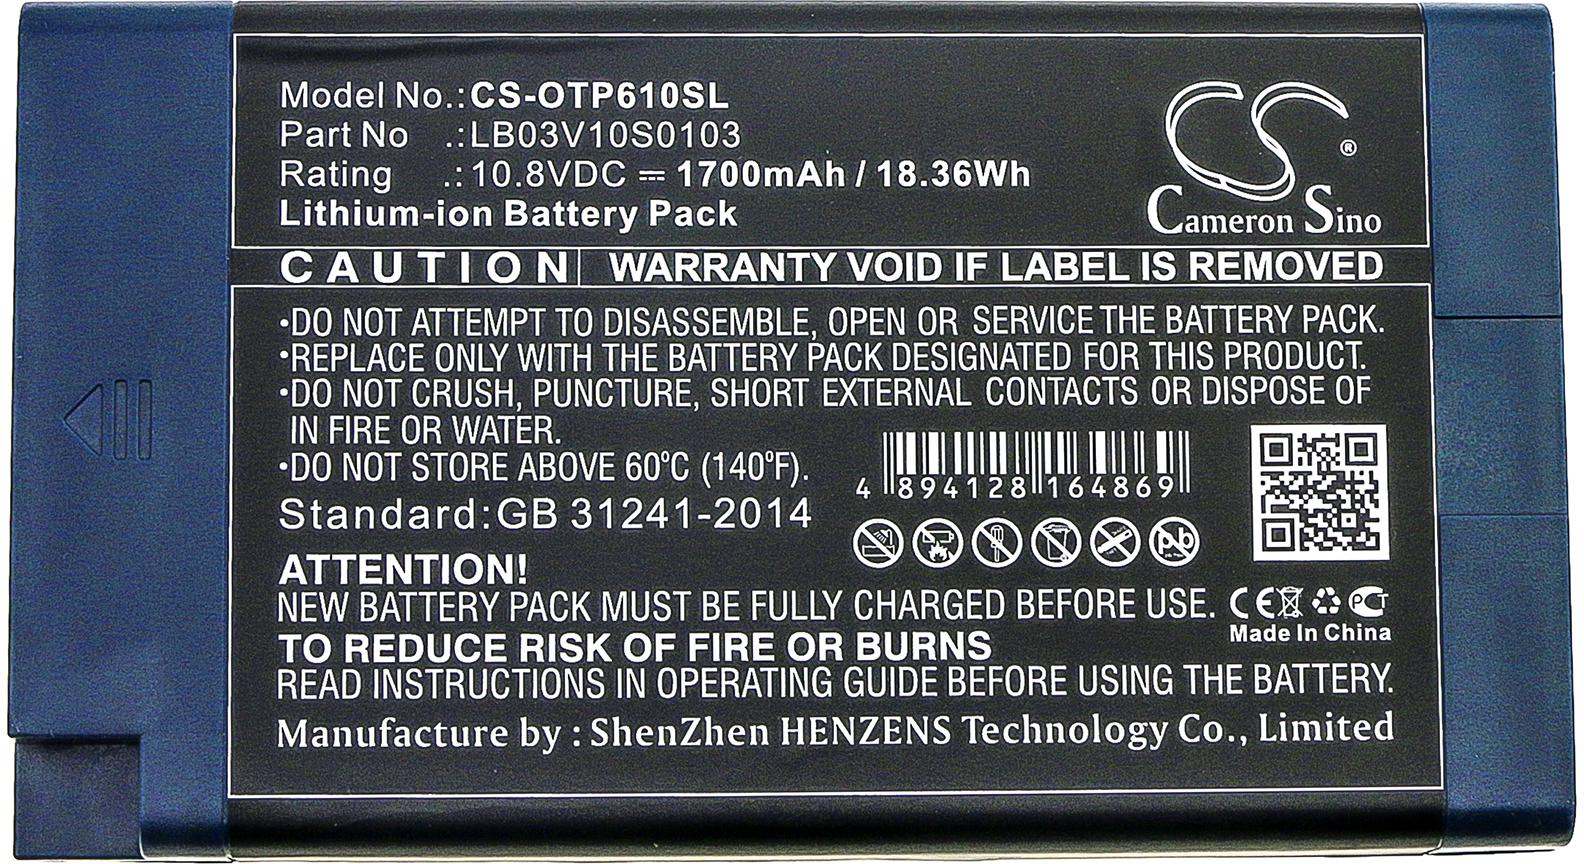 Model No.:CS-OTP610SL
Part No .:LB03V10S0103
Rating .:10.8VDC ⎓ 1700mAh / 18.36Wh
Lithium-ion Battery Pack
CS ®
Cameron Sino
CAUTION WARRANTY VOID IF LABEL IS REMOVED
•DO NOT ATTEMPT TO DISASSEMBLE, OPEN OR SERVICE THE BATTERY PACK.
•REPLACE ONLY WITH THE BATTERY PACK DESIGNATED FOR THIS PRODUCT.
•DO NOT CRUSH, PUNCTURE, SHORT EXTERNAL CONTACTS OR DISPOSE OF
IN FIRE OR WATER.
•DO NOT STORE ABOVE 60ºC (140ºF).
4 894128 164869
Standard:GB 31241-2014
Pb
ATTENTION!
NEW BATTERY PACK MUST BE FULLY CHARGED BEFORE USE.
CE PCT
Made In China
TO REDUCE RISK OF FIRE OR BURNS
READ INSTRUCTIONS IN OPERATING GUIDE BEFORE USING THE BATTERY.
Manufacture by : ShenZhen HENZENS Technology Co., Limited